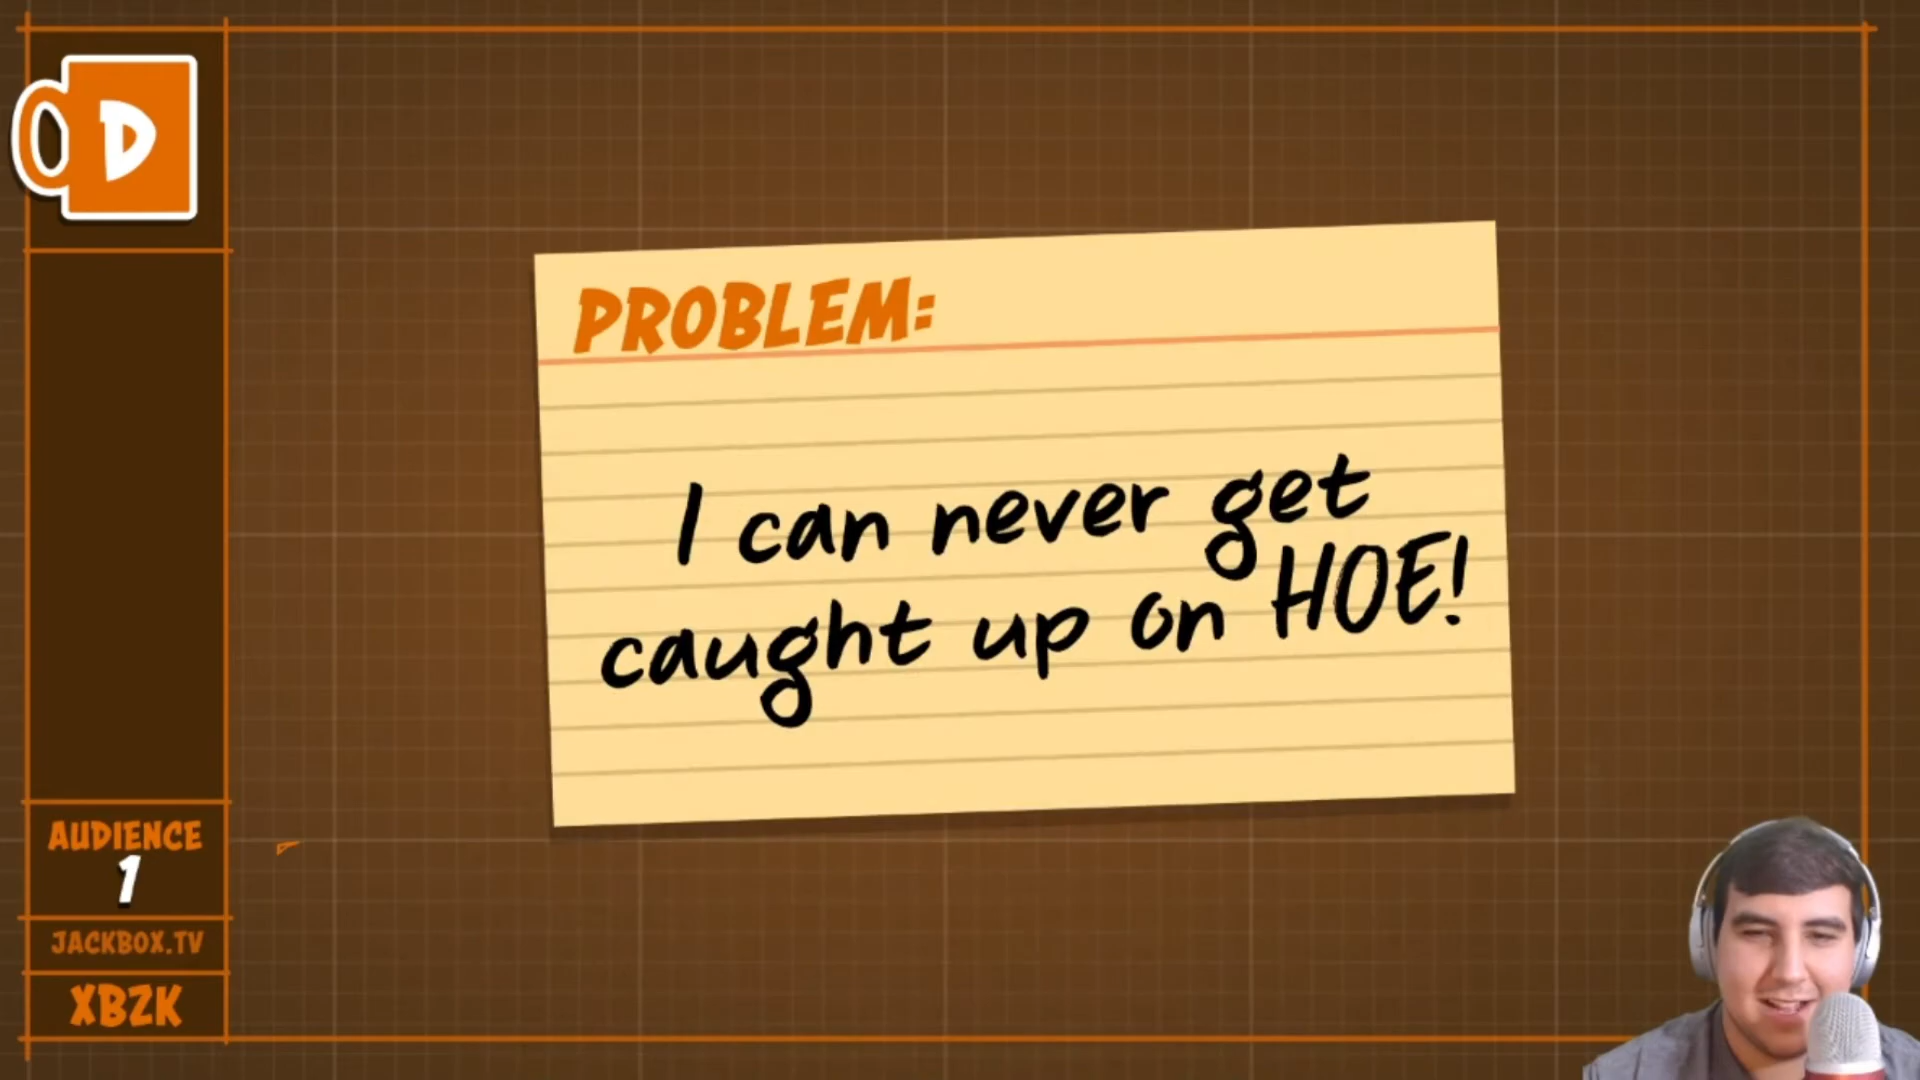 D
PROBLEM:
I can never get
caught up on HOE!
AUDIENCE
1
JACKBOX.TV
XBZK